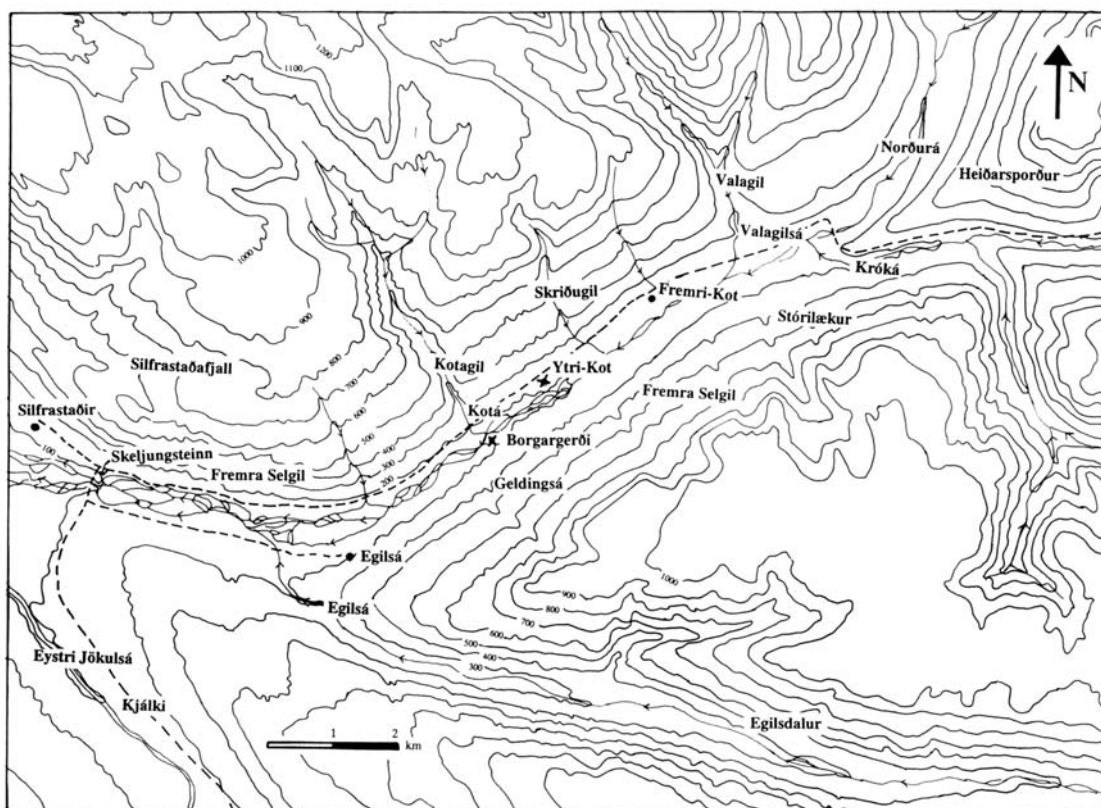 1200
1100
N
Norðurá
Heiðarsporður
Valagil
1000
Valagilsá
Króká
900
Skriðugil
Fremri-Kot
Stórilækur
Silfrastaðafjall
800
Kotagil
Ytri-Kot
700
Fremra Selgil
600
Silfrastaðir
Kotá
500
Borgargerði
400
100
Skeljungsteinn
300
Fremra Selgil
200
Geldingsá
Egilsá
1000
900
Egilsá
800
700
600
500
400
300
Eystri Jökulsá
Kjálki
Egilsdalur
1 2
km